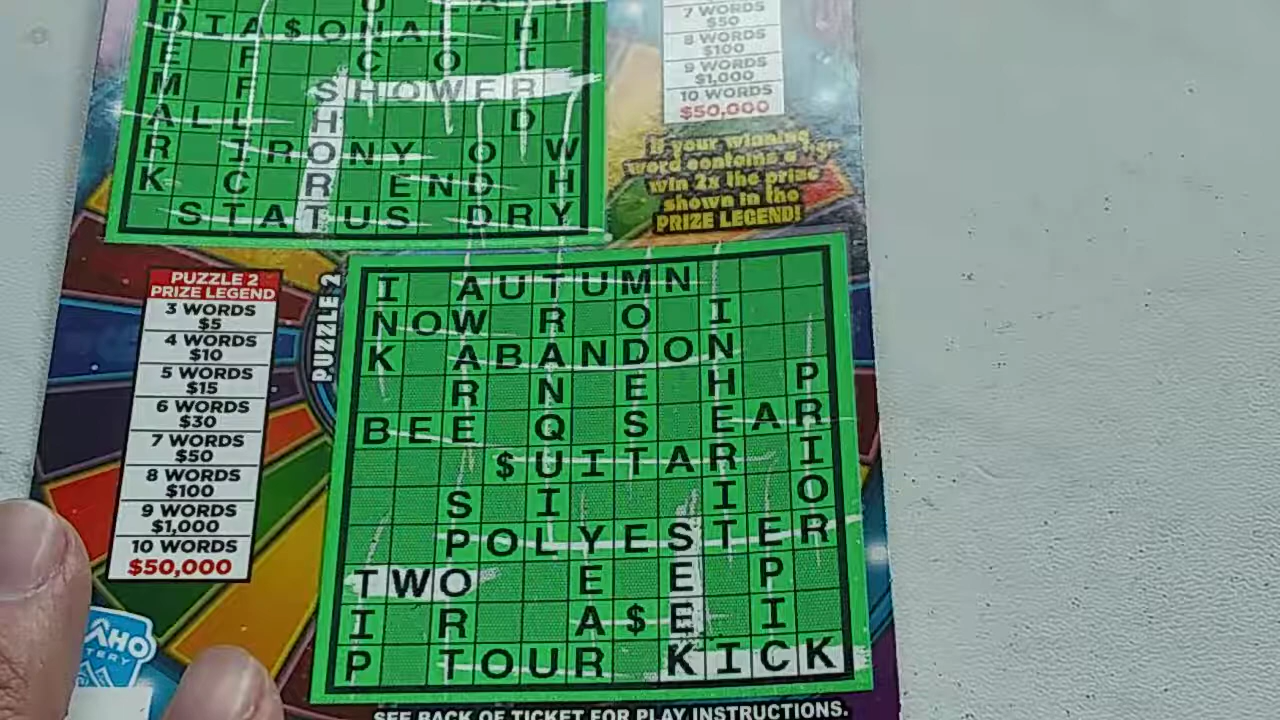 DIA$ONAL H
E F C O I
M F SHOWER
ALL H D
R IRONY O W
K C R END H
STATUS DRY
7 WORDS
$50
8 WORDS
$100
9 WORDS
$1,000
10 WORDS
$50,000
If your winning
word contains a
win 2x the prize
shown in the
PRIZE LEGEND!
PUZZLE 2
PRIZE LEGEND
3 WORDS
$5
4 WORDS
$10
5 WORDS
$15
6 WORDS
$30
7 WORDS
$50
8 WORDS
$100
9 WORDS
$1,000
10 WORDS
$50,000
PUZZLE 2
I AUTUMN
NOW R O I
K ABANDON
R N E H P
BEE Q S EAR
$UITAR I
S I I O
POLYESTER
TWO E E P
I R A$E I
P TOUR KICK
SEE BACK OF TICKET FOR PLAY INSTRUCTIONS.